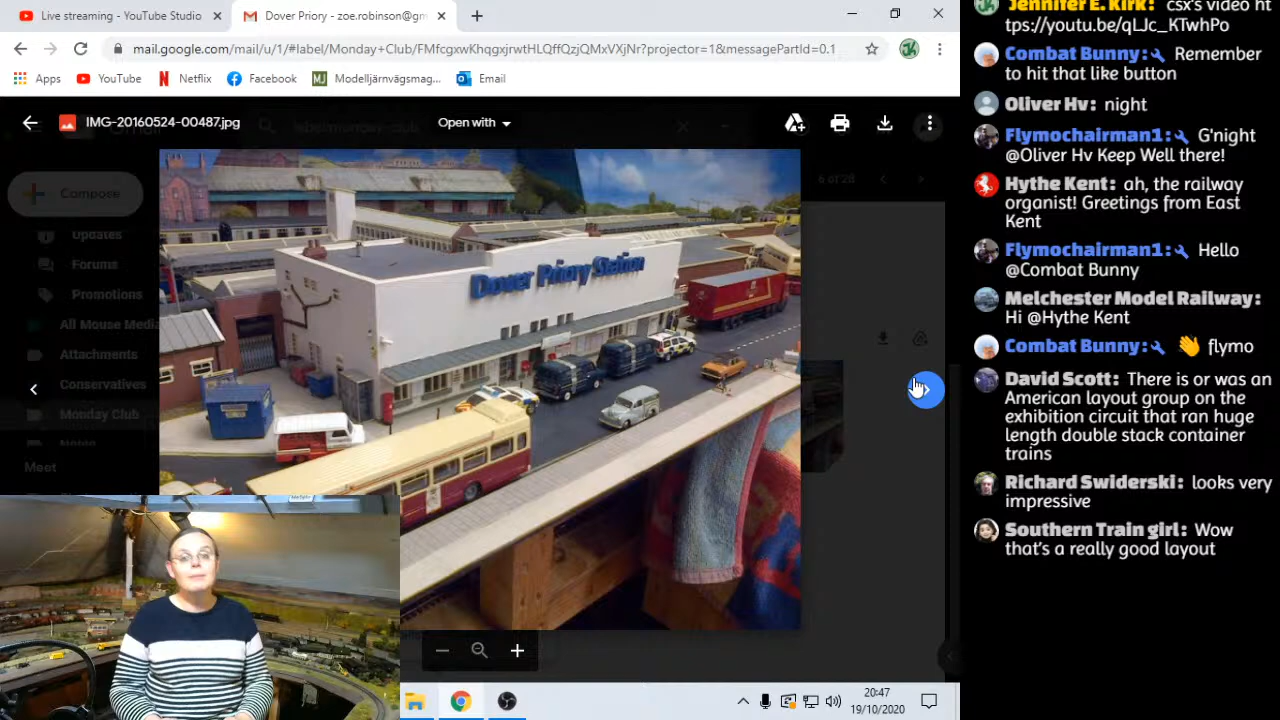 Live streaming - YouTube Studio
Dover Priory - zoe.robinson@gm
mail.google.com/mail/u/1/#label/Monday+Club/FMfcgxwKhqgxjrwtHLQffQzjQMxVXjNr?projector=1&messagePartId=0.1
Apps
YouTube
Netflix
Facebook
Modelljärnvägsmag...
Email
IMG-20160524-00487.jpg
Open with
Compose
6 of 28
Updates
Forums
Promotions
All Mouse Media
Attachments
Conservatives
Monday Club
Meet
Dover Priory Station
20:47
19/10/2020
Jennifer E. Kirk: csx's video ht
tps://youtu.be/qLJc_KTwhPo
Combat Bunny: Remember
to hit that like button
Oliver Hv: night
Flymochairman1: G'night
@Oliver Hv Keep Well there!
Hythe Kent: ah, the railway
organist! Greetings from East
Kent
Flymochairman1: Hello
@Combat Bunny
Melchester Model Railway:
Hi @Hythe Kent
Combat Bunny: 👋 flymo
David Scott: There is or was an
American layout group on the
exhibition circuit that ran huge
length double stack container
trains
Richard Swiderski: looks very
impressive
Southern Train girl: Wow
that's a really good layout